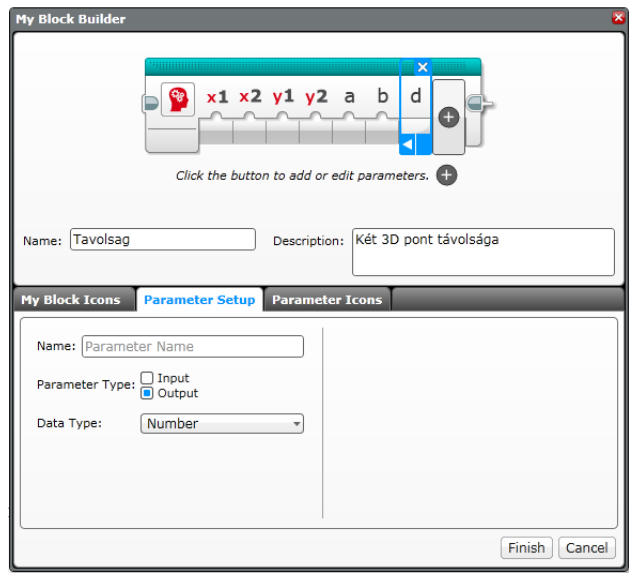 My Block Builder
x1 x2 y1 y2 a b d
Click the button to add or edit parameters.
Name: Tavolsag Description: Két 3D pont távolsága
My Block Icons Parameter Setup Parameter Icons
Name: Parameter Name
Parameter Type: Input
Output
Data Type: Number
Finish Cancel